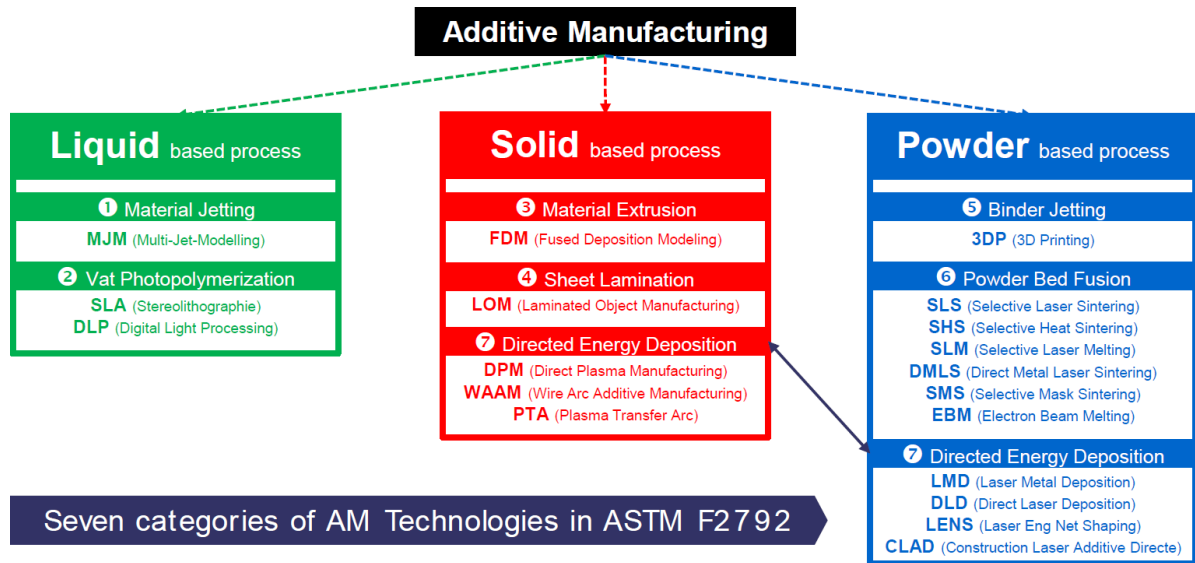 Additive Manufacturing
Liquid based process
❶ Material Jetting
MJM (Multi-Jet-Modelling)
❷ Vat Photopolymerization
SLA (Stereolithographie)
DLP (Digital Light Processing)
Solid based process
❸ Material Extrusion
FDM (Fused Deposition Modeling)
❹ Sheet Lamination
LOM (Laminated Object Manufacturing)
❼ Directed Energy Deposition
DPM (Direct Plasma Manufacturing)
WAAM (Wire Arc Additive Manufacturing)
PTA (Plasma Transfer Arc)
Powder based process
❺ Binder Jetting
3DP (3D Printing)
❻ Powder Bed Fusion
SLS (Selective Laser Sintering)
SHS (Selective Heat Sintering)
SLM (Selective Laser Melting)
DMLS (Direct Metal Laser Sintering)
SMS (Selective Mask Sintering)
EBM (Electron Beam Melting)
❼ Directed Energy Deposition
LMD (Laser Metal Deposition)
DLD (Direct Laser Deposition)
LENS (Laser Eng Net Shaping)
CLAD (Construction Laser Additive Directe)
Seven categories of AM Technologies in ASTM F2792